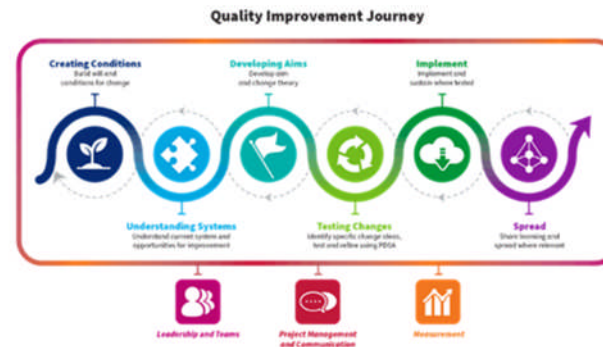 Quality Improvement Journey
Creating Conditions
Build will and
conditions for change
Developing Aims
Develop aim
and change theory
Implement
Implement and
sustain where tested
Understanding Systems
Understand current system and
opportunities for improvement
Testing Changes
Identify specific change ideas,
test and refine using PDSA
Spread
Share learning and
spread where relevant
Leadership and Teams
Project Management
and Communication
Measurement